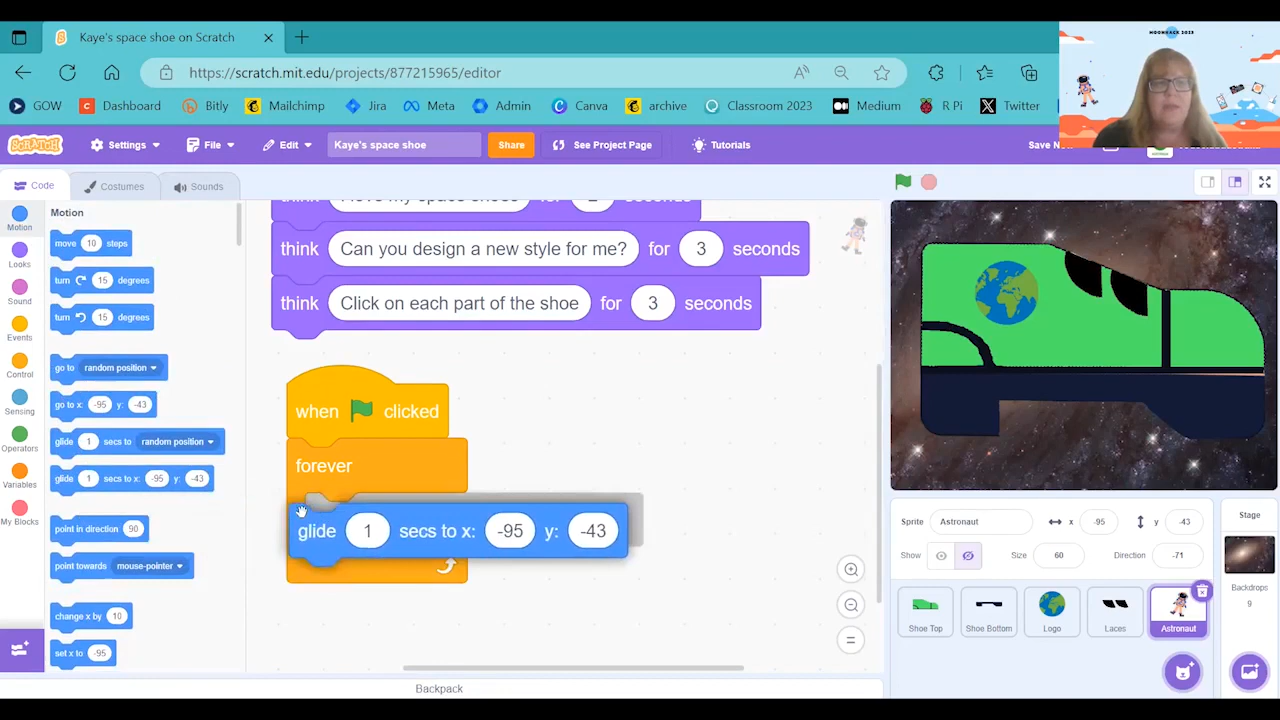 Kaye's space shoe on Scratch
https://scratch.mit.edu/projects/877215965/editor
GOW Dashboard Bitly Mailchimp Jira Meta Admin Canva archive Classroom 2023 Medium R Pi Twitter
MOONHACK 2023
SCRATCH Settings File Edit Kaye's space shoe Share See Project Page Tutorials
Code Costumes Sounds
Motion
Looks
Sound
Events
Control
Sensing
Operators
Variables
My Blocks
Motion
move 10 steps
turn 15 degrees
turn 15 degrees
go to random position
go to x: -95 y: -43
glide 1 secs to random position
glide 1 secs to x: -95 y: -43
point in direction 90
point towards mouse-pointer
change x by 10
set x to -95
think Can you design a new style for me? for 3 seconds
think Click on each part of the shoe for 3 seconds
when clicked
forever
glide 1 secs to x: -95 y: -43
Backpack
Sprite Astronaut x -95 y -43
Show Size 60 Direction -71
Shoe Top Shoe Bottom Logo Laces Astronaut
Stage
Backdrops
9